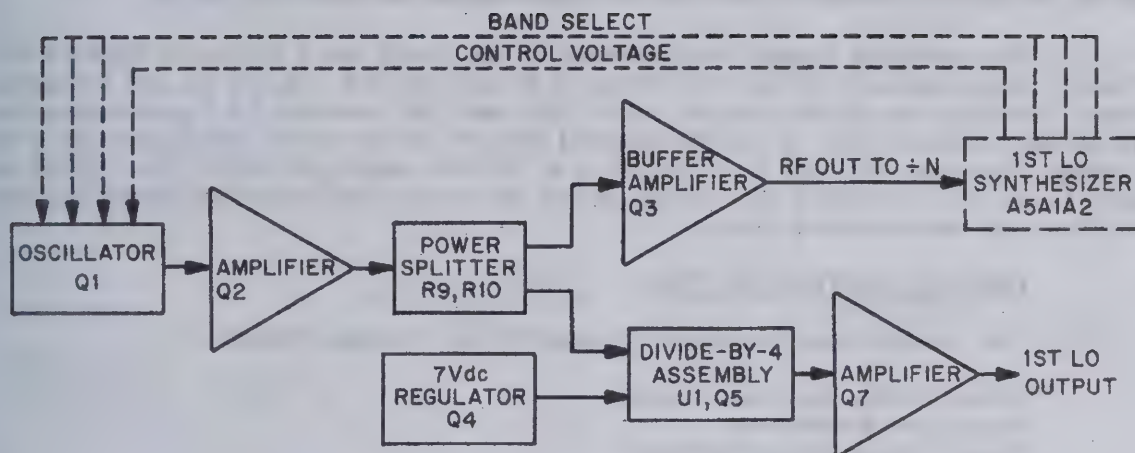 BAND SELECT
CONTROL VOLTAGE
OSCILLATOR
Q1
AMPLIFIER
Q2
POWER
SPLITTER
R9, R10
BUFFER
AMPLIFIER
Q3
RF OUT TO ÷ N
1ST LO
SYNTHESIZER
A5A1A2
7Vdc
REGULATOR
Q4
DIVIDE-BY-4
ASSEMBLY
U1, Q5
AMPLIFIER
Q7
1ST LO
OUTPUT